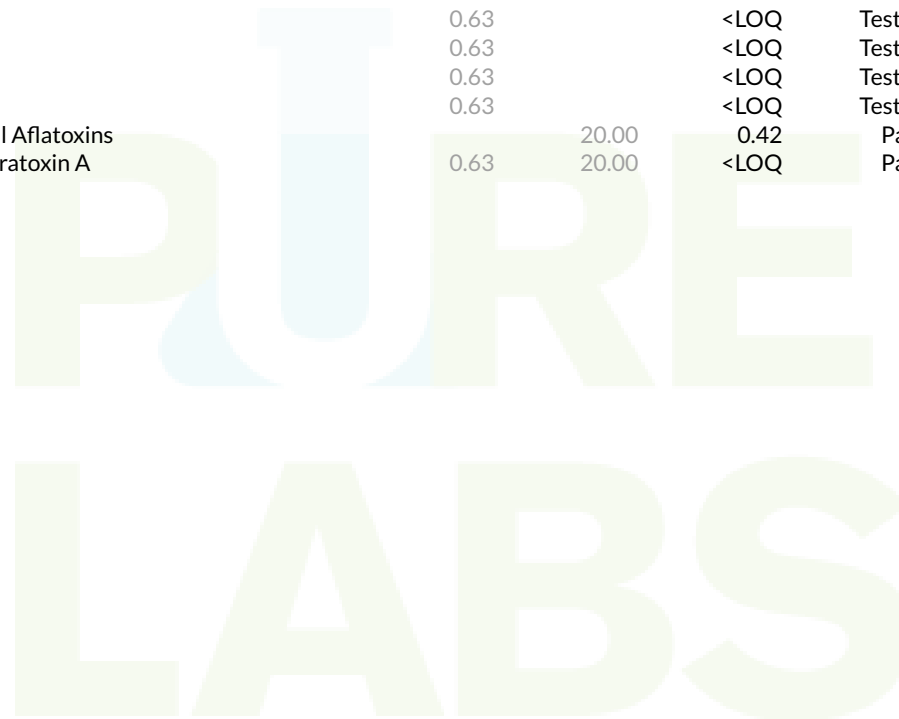 0.63 <LOQ Test
0.63 <LOQ Test
0.63 <LOQ Test
0.63 <LOQ Test
l Aflatoxins 20.00 0.42 Pa
ratoxin A 0.63 20.00 <LOQ Pa
PURE
LABS